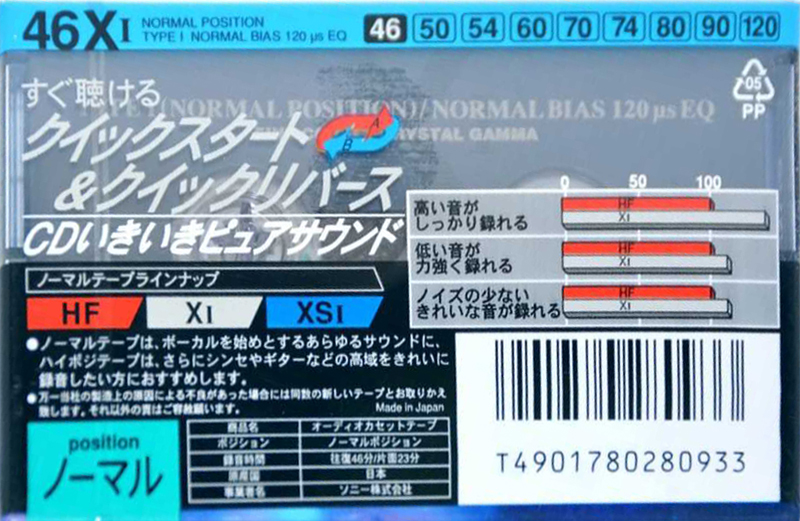 46XI
NORMAL POSITION
TYPE I NORMAL BIAS 120 µs EQ
46 50 54 60 70 74 80 90 120
TYPE I (NORMAL POSITION) / NORMAL BIAS 120 µs EQ
CRYSTAL GAMMA
すぐ聴ける
クイックスタート
&クイックリバース
A
B
CDいきいきピュアサウンド
05
PP
0 50 100
高い音が
しっかり録れる
HF
XI
低い音が
力強く録れる
HF
XI
ノイズの少ない
きれいな音が録れる
HF
XI
ノーマルテープラインナップ
HF XI XSI
●ノーマルテープは、ボーカルを始めとするあらゆるサウンドに、
ハイポジテープは、さらにシンセやギターなどの高域をきれいに
録音したい方におすすめします。
●万一当社の製造上の原因による不良があった場合には同数の新しいテープとお取りかえ
致します。それ以外の責はご容赦願います。
Made in Japan
position
ノーマル
商品名 オーディオカセットテープ
ポジション ノーマルポジション
録音時間 往復46分/片面23分
原産国 日本
事業者名 ソニー株式会社
T4901780280933